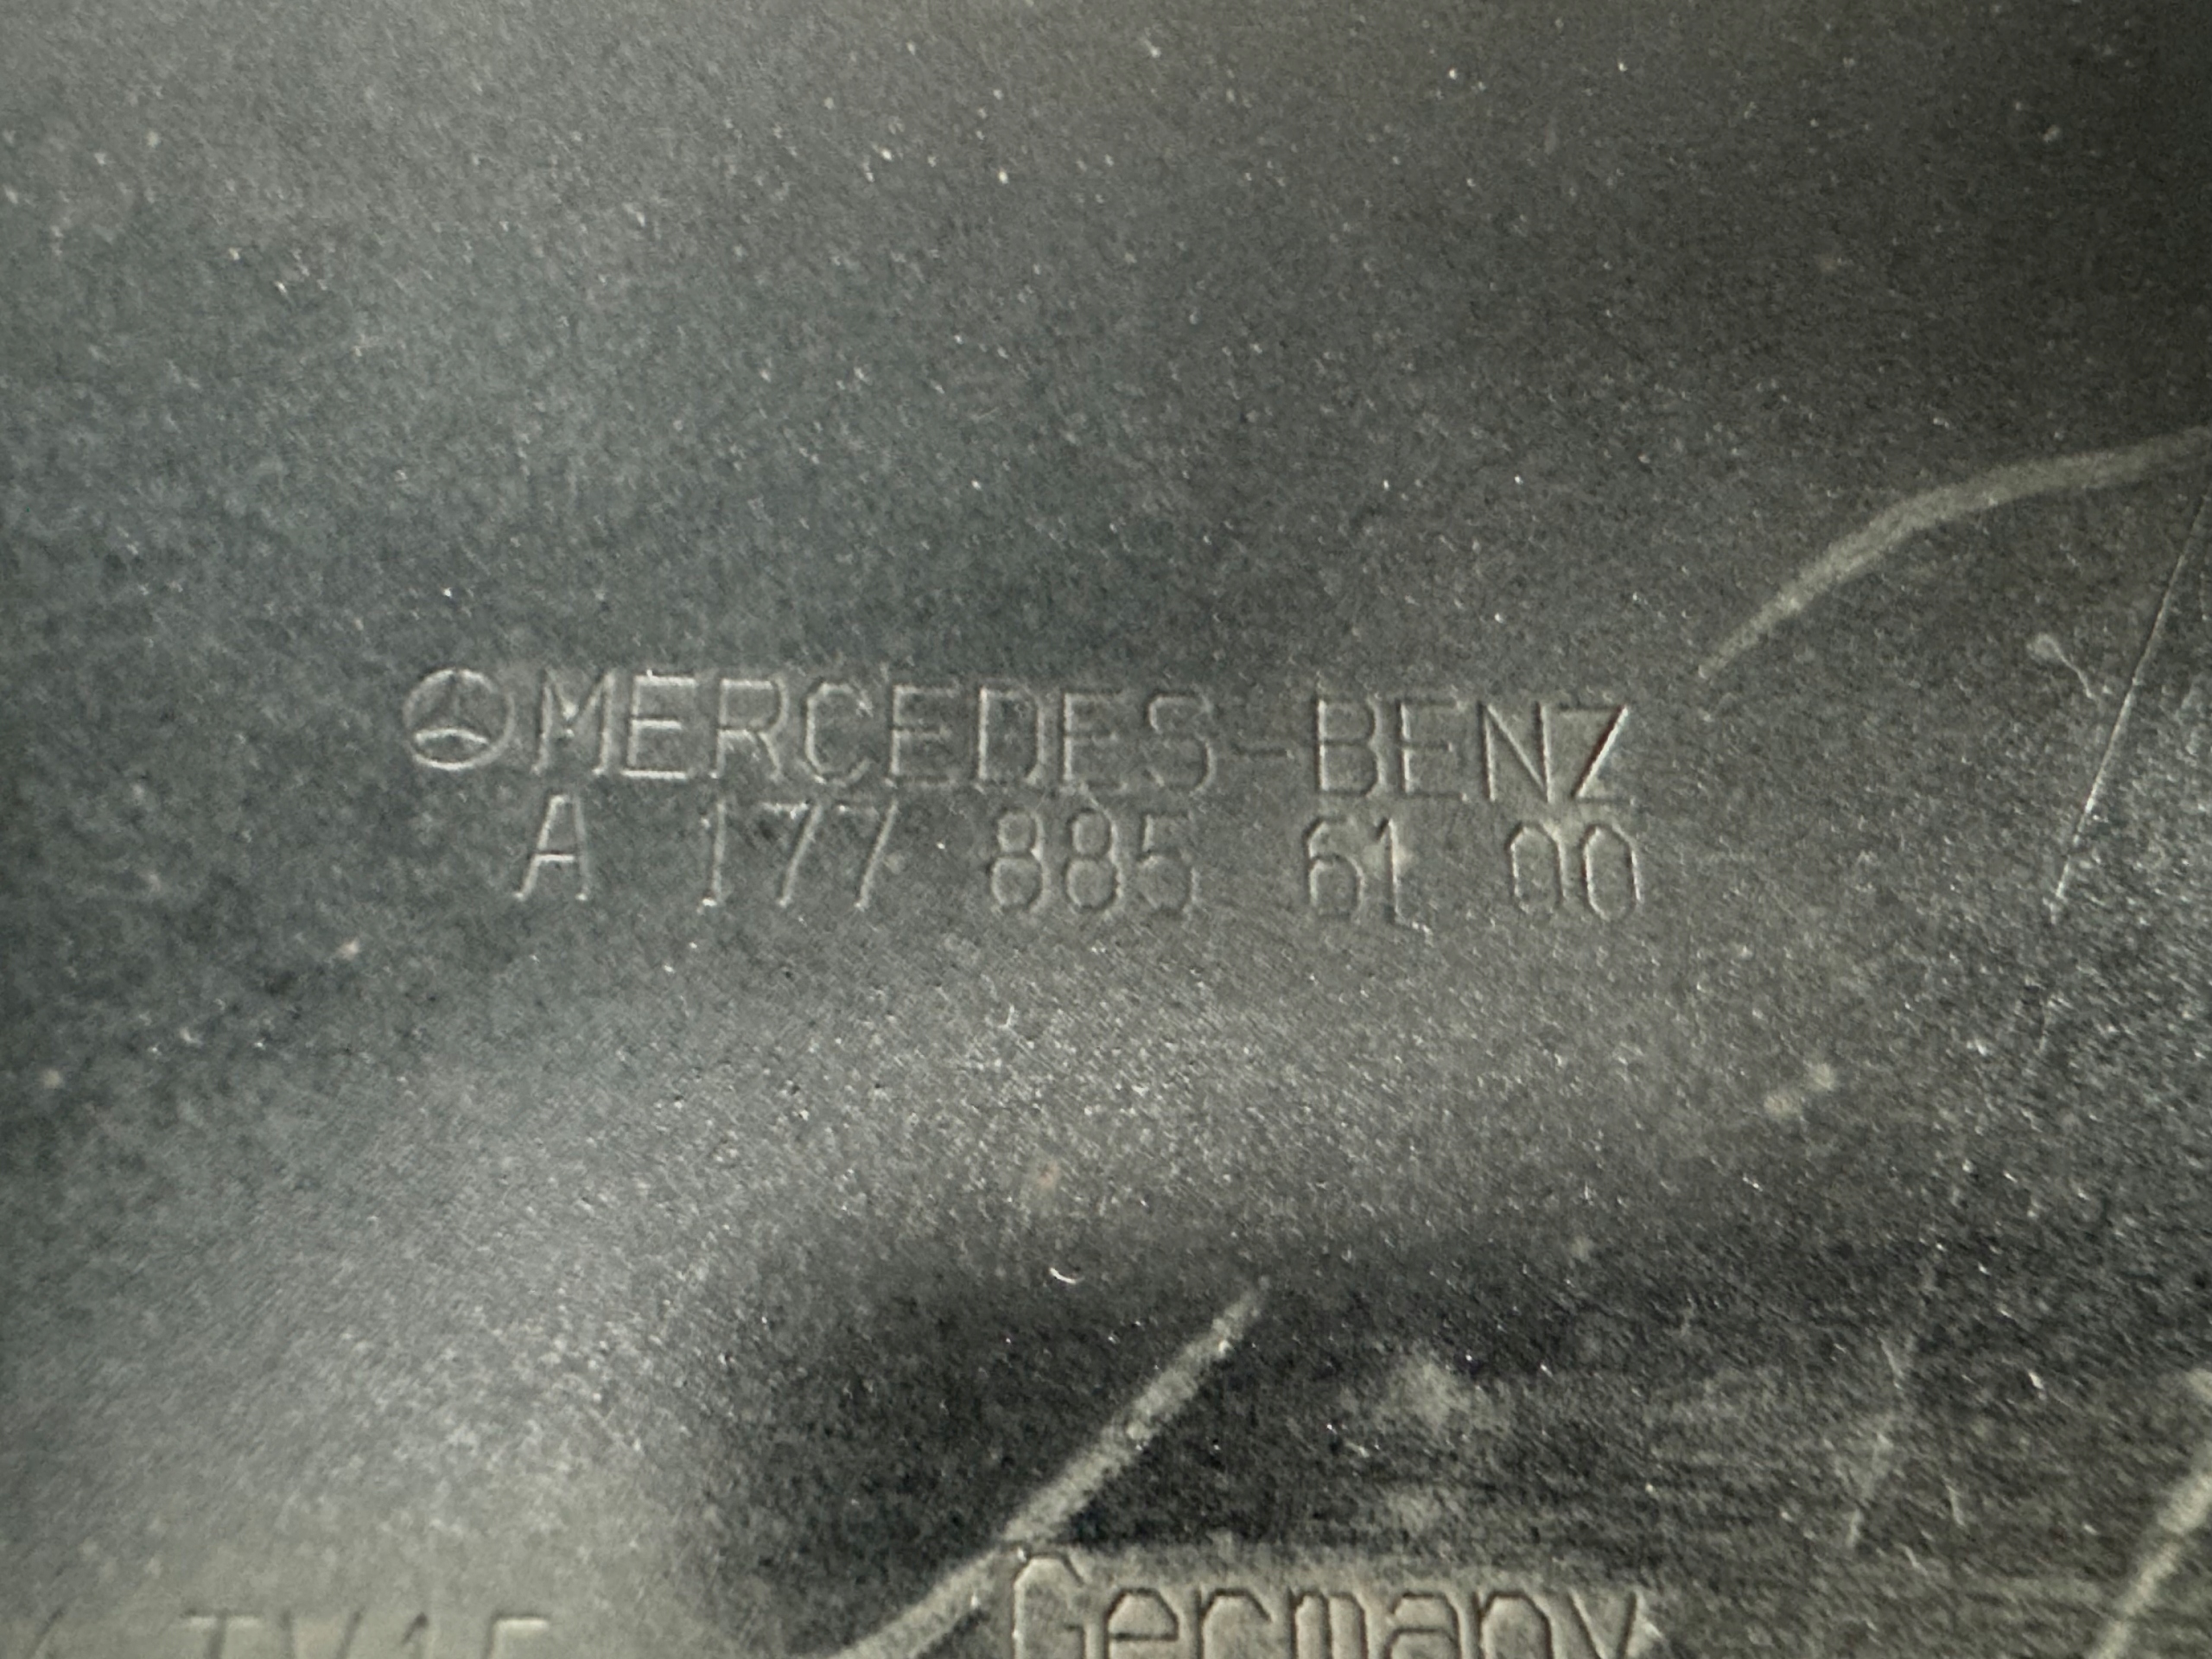 MERCEDES-BENZ
A 177 885 61 00
Germany